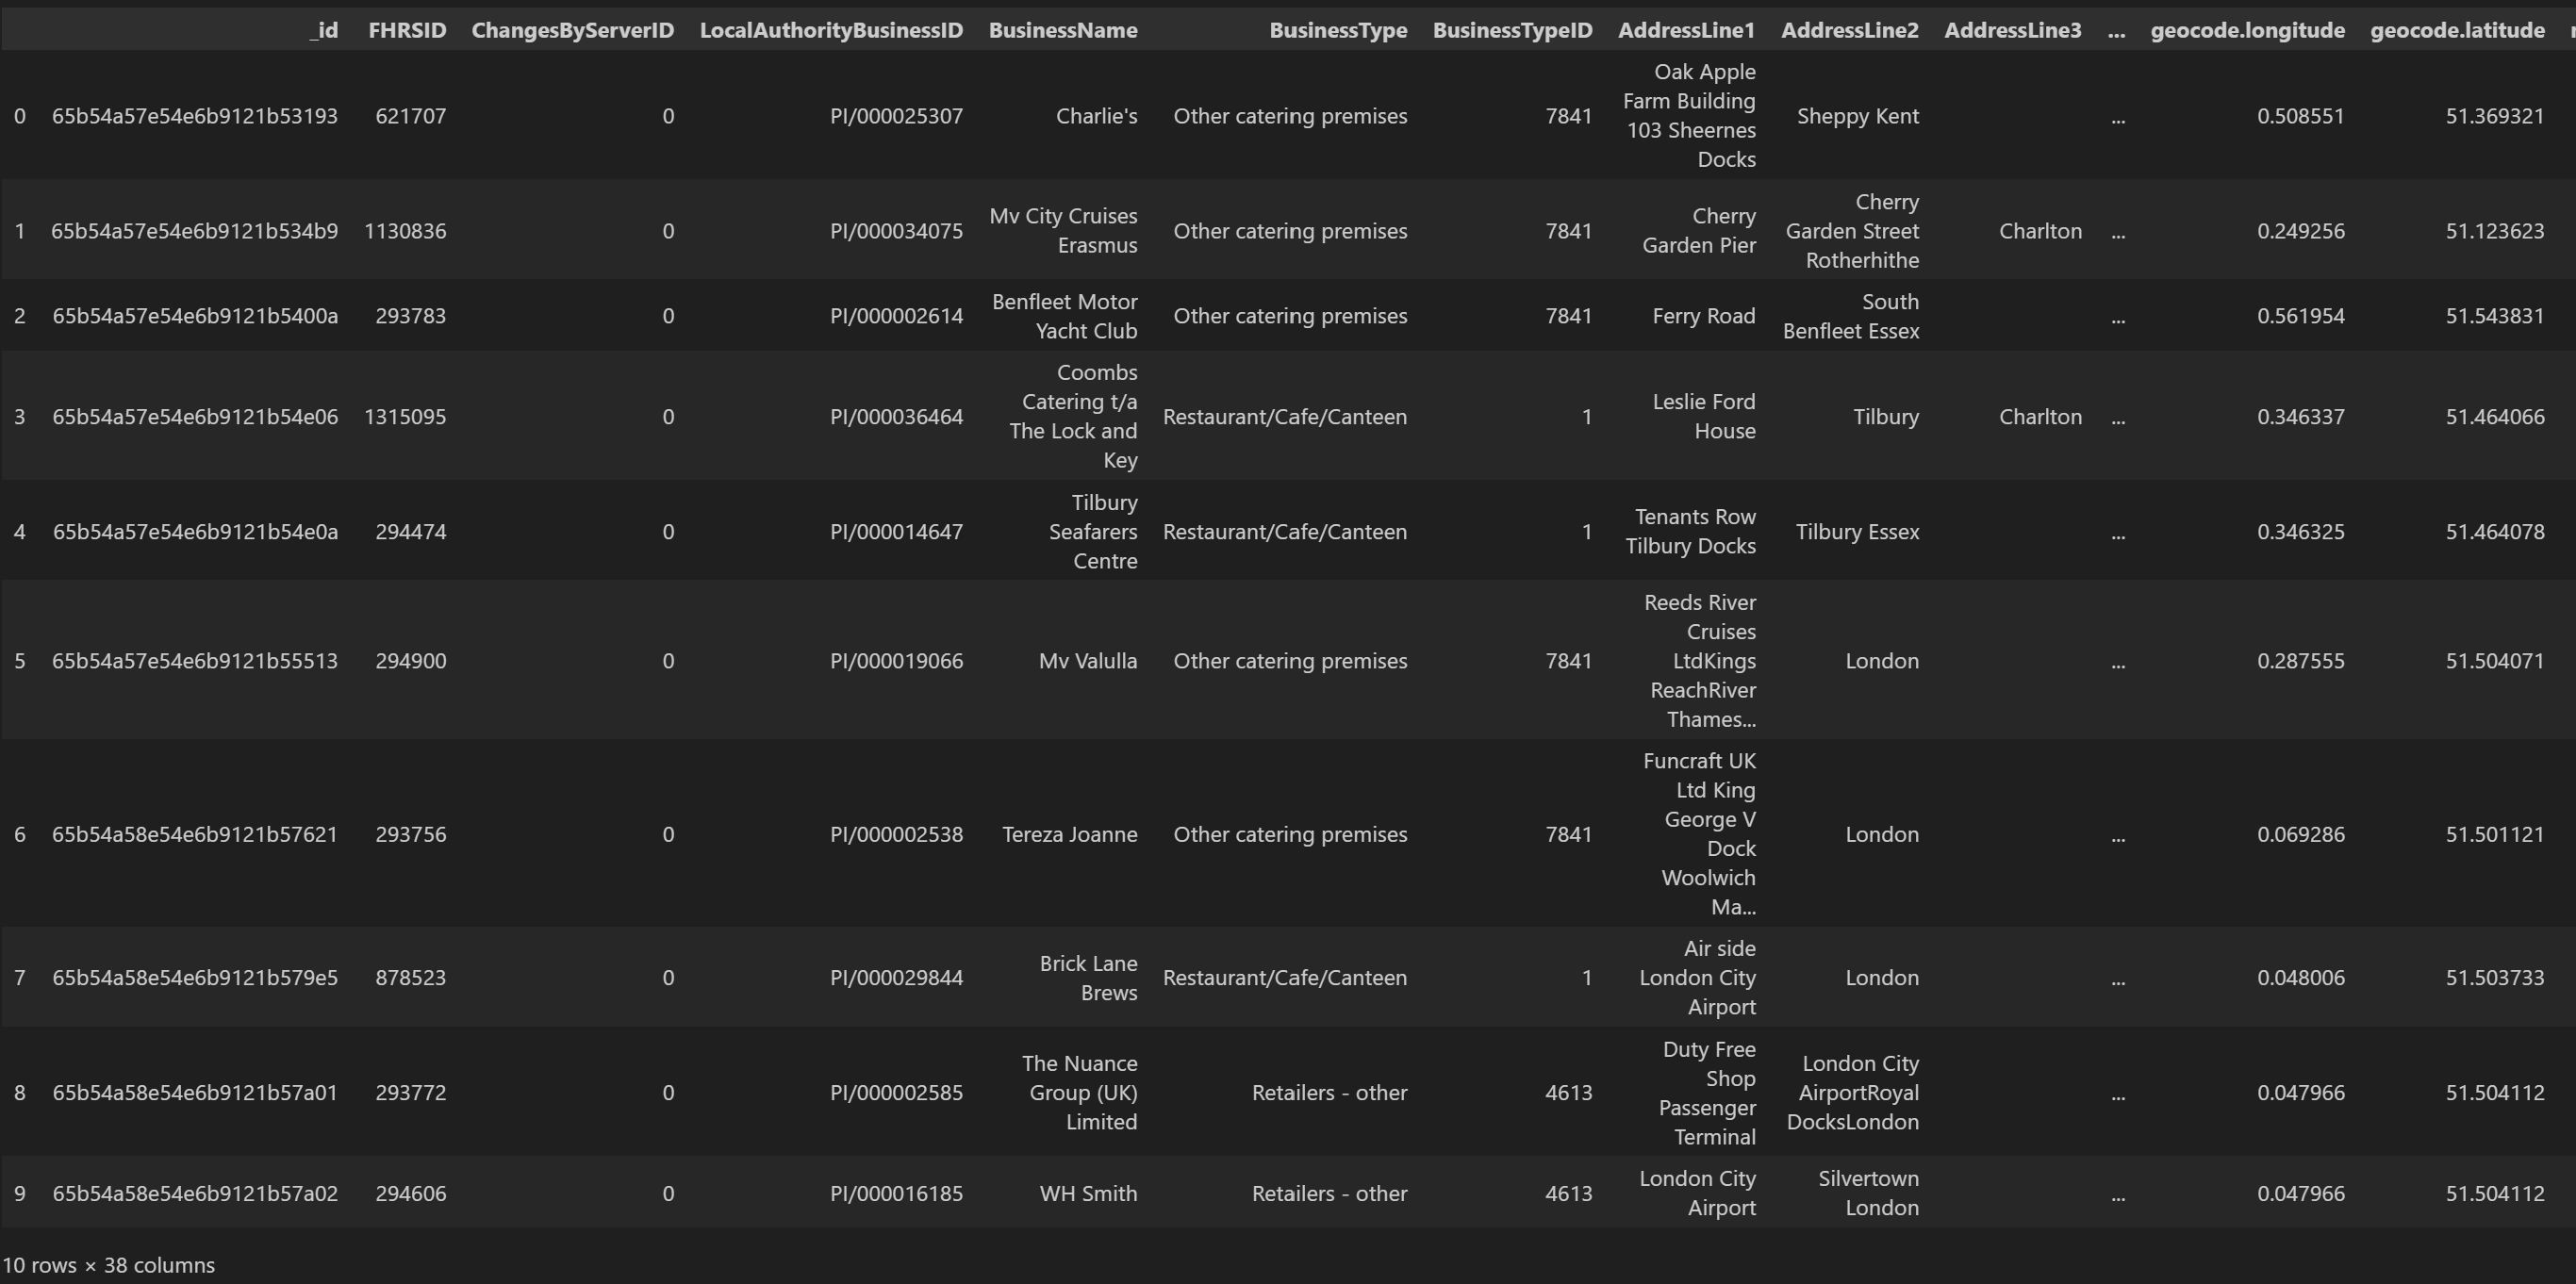 _id FHRSID ChangesByServerID LocalAuthorityBusinessID BusinessName BusinessType BusinessTypeID AddressLine1 AddressLine2 AddressLine3 ... geocode.longitude geocode.latitude
0 65b54a57e54e6b9121b53193 621707 0 PI/000025307 Charlie's Other catering premises 7841 Oak Apple Farm Building 103 Sheernes Docks Sheppy Kent ... 0.508551 51.369321
1 65b54a57e54e6b9121b534b9 1130836 0 PI/000034075 Mv City Cruises Erasmus Other catering premises 7841 Cherry Garden Pier Cherry Garden Street Rotherhithe Charlton ... 0.249256 51.123623
2 65b54a57e54e6b9121b5400a 293783 0 PI/000002614 Benfleet Motor Yacht Club Other catering premises 7841 Ferry Road South Benfleet Essex ... 0.561954 51.543831
3 65b54a57e54e6b9121b54e06 1315095 0 PI/000036464 Coombs Catering t/a The Lock and Key Restaurant/Cafe/Canteen 1 Leslie Ford House Tilbury Charlton ... 0.346337 51.464066
4 65b54a57e54e6b9121b54e0a 294474 0 PI/000014647 Tilbury Seafarers Centre Restaurant/Cafe/Canteen 1 Tenants Row Tilbury Docks Tilbury Essex ... 0.346325 51.464078
5 65b54a57e54e6b9121b55513 294900 0 PI/000019066 Mv Valulla Other catering premises 7841 Reeds River Cruises LtdKings ReachRiver Thames... London ... 0.287555 51.504071
6 65b54a58e54e6b9121b57621 293756 0 PI/000002538 Tereza Joanne Other catering premises 7841 Funcraft UK Ltd King George V Dock Woolwich Ma... London ... 0.069286 51.501121
7 65b54a58e54e6b9121b579e5 878523 0 PI/000029844 Brick Lane Brews Restaurant/Cafe/Canteen 1 Air side London City Airport London ... 0.048006 51.503733
8 65b54a58e54e6b9121b57a01 293772 0 PI/000002585 The Nuance Group (UK) Limited Retailers - other 4613 Duty Free Shop Passenger Terminal London City AirportRoyal DocksLondon ... 0.047966 51.504112
9 65b54a58e54e6b9121b57a02 294606 0 PI/000016185 WH Smith Retailers - other 4613 London City Airport Silvertown London ... 0.047966 51.504112
10 rows × 38 columns